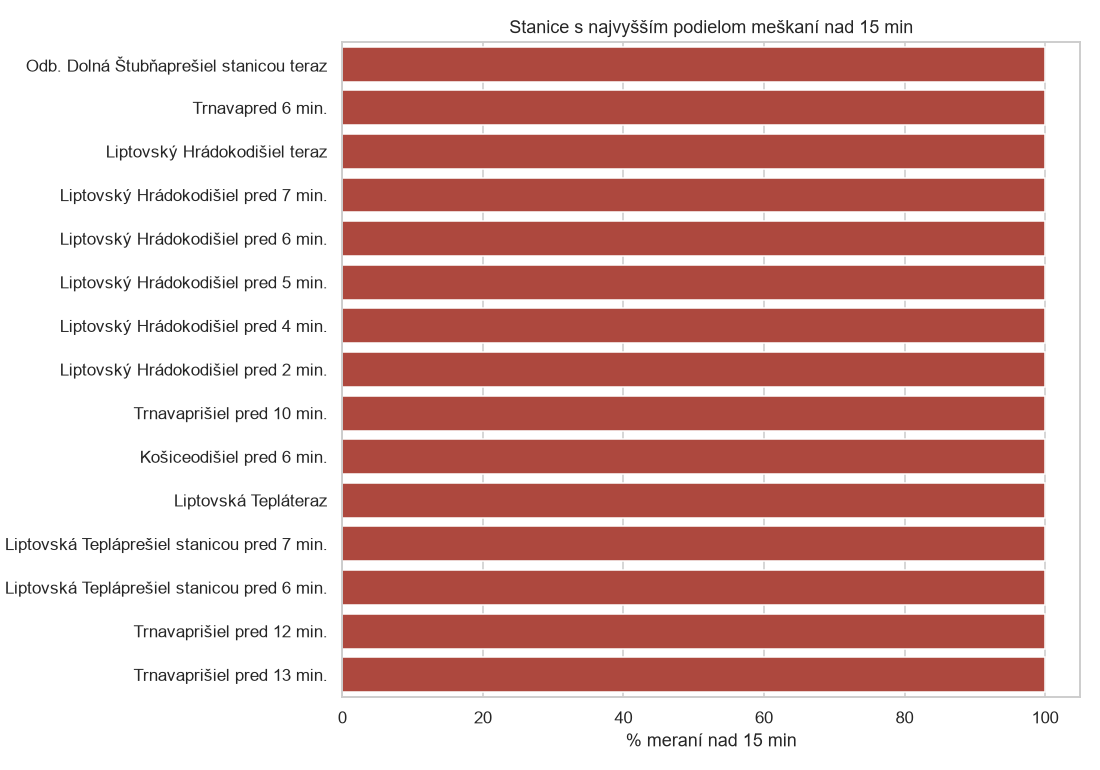 Stanice s najvyšším podielom meškaní nad 15 min
Odb. Dolná Štubňaprešiel stanicou teraz
Trnavapred 6 min.
Liptovský Hrádokodišiel teraz
Liptovský Hrádokodišiel pred 7 min.
Liptovský Hrádokodišiel pred 6 min.
Liptovský Hrádokodišiel pred 5 min.
Liptovský Hrádokodišiel pred 4 min.
Liptovský Hrádokodišiel pred 2 min.
Trnavaprišiel pred 10 min.
Košiceodišiel pred 6 min.
Liptovská Tepláteraz
Liptovská Tepláprešiel stanicou pred 7 min.
Liptovská Tepláprešiel stanicou pred 6 min.
Trnavaprišiel pred 12 min.
Trnavaprišiel pred 13 min.
0 20 40 60 80 100
% meraní nad 15 min